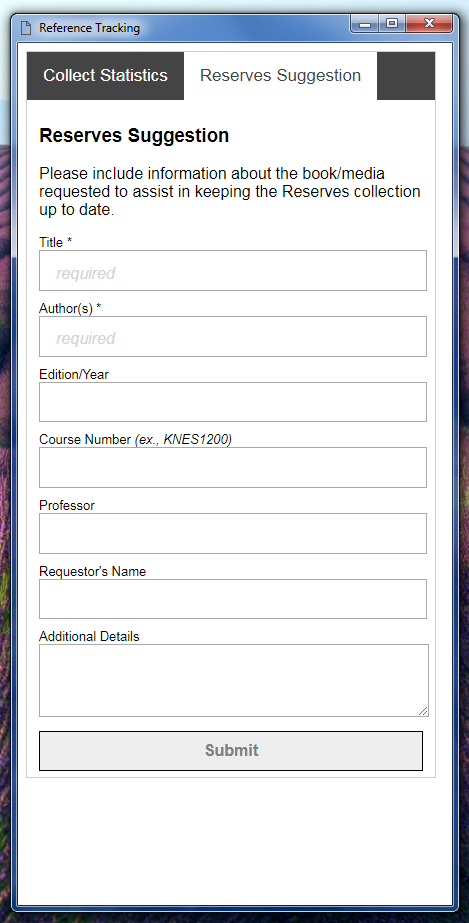 Reference Tracking
Collect Statistics Reserves Suggestion
Reserves Suggestion
Please include information about the book/media
requested to assist in keeping the Reserves collection
up to date.
Title *
required
Author(s) *
required
Edition/Year
Course Number (ex., KNES1200)
Professor
Requestor's Name
Additional Details
Submit